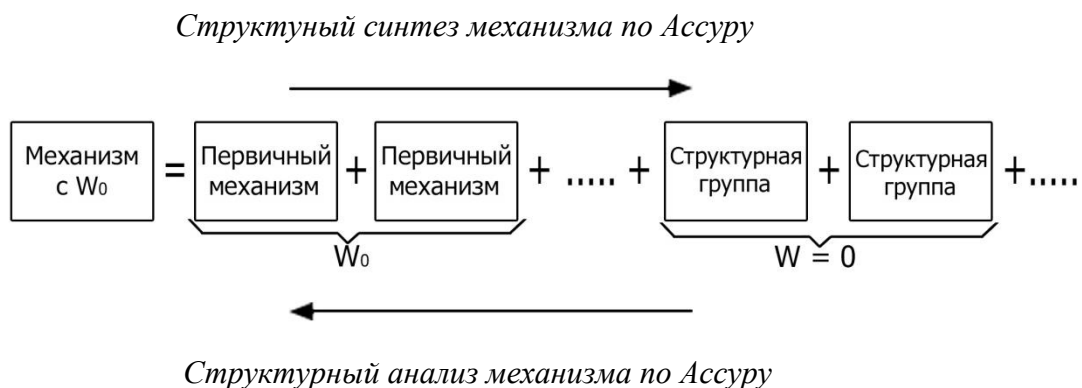 Структуный синтез механизма по Ассуру
Механизм
с W₀
=
Первичный
механизм
+
Первичный
механизм
+ ..... +
Структурная
группа
+
Структурная
группа
+.....
W₀
W = 0
Структурный анализ механизма по Ассуру